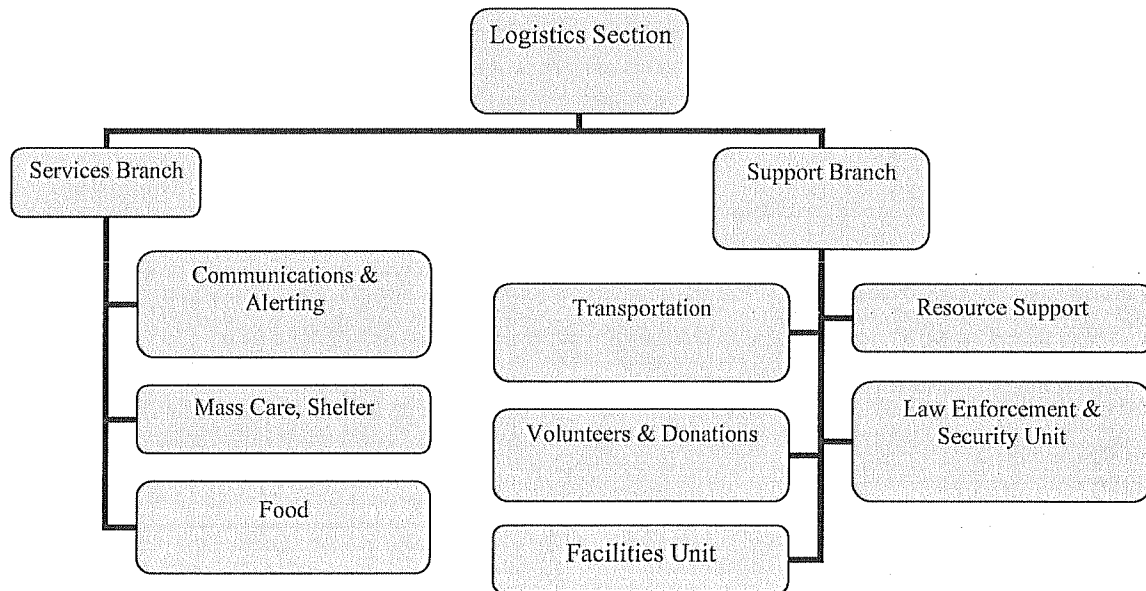 Logistics Section
Services Branch
Support Branch
Communications &
Alerting
Mass Care, Shelter
Food
Transportation
Volunteers & Donations
Facilities Unit
Resource Support
Law Enforcement &
Security Unit